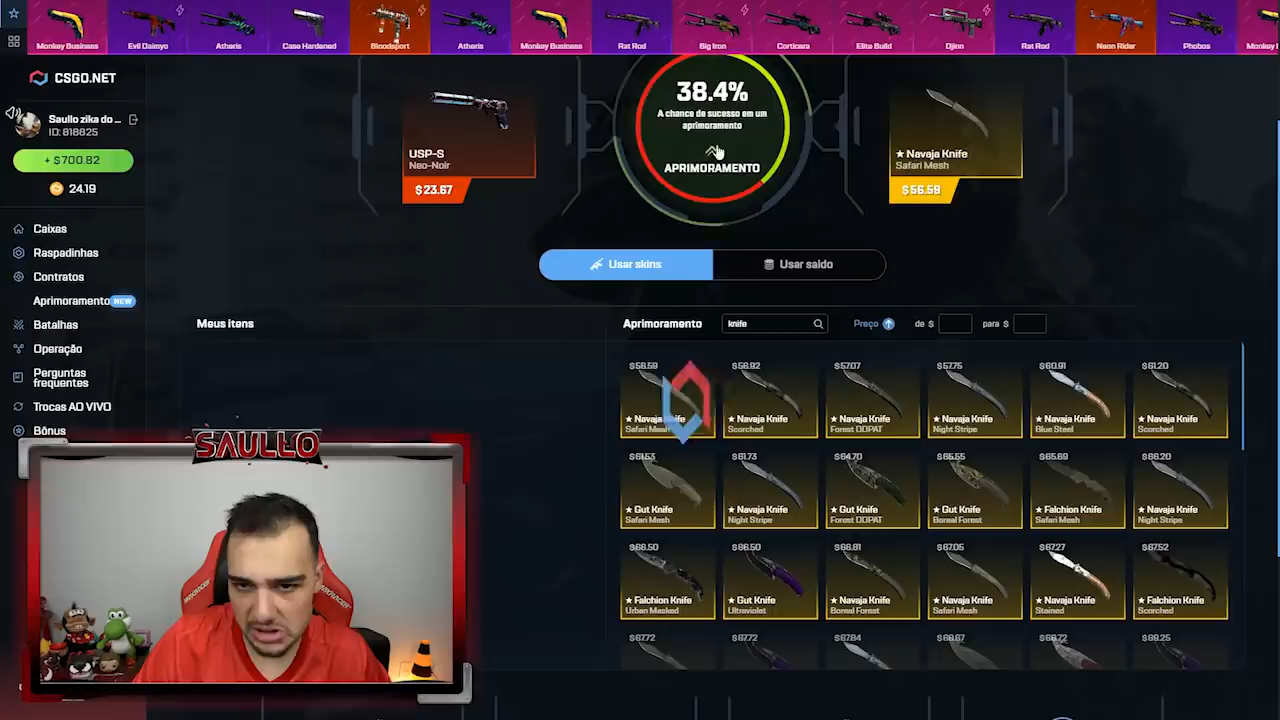 Monkey Business
Evil Daimyo
Atheris
Case Hardened
Bloodsport
Atheris
Monkey Business
Rat Rod
Big Iron
Corticera
Elite Build
Djinn
Rat Rod
Neon Rider
Phobos
CSGO.NET
Saullo zika do ...
ID: 818825
+ $700.82
24.19
Caixas
Raspadinhas
Contratos
Aprimoramento NEW
Batalhas
Operação
Perguntas
frequentes
Trocas AO VIVO
Bônus
USP-S
Neo-Noir
$23.67
38.4%
A chance de sucesso em um
aprimoramento
APRIMORAMENTO
★ Navaja Knife
Safari Mesh
$56.59
Usar skins
Usar saldo
Meus itens
Aprimoramento
knife
Preço
de $
para $
$56.59
★ Navaja Knife
Safari Mesh
$56.92
★ Navaja Knife
Scorched
$57.07
★ Navaja Knife
Forest DDPAT
$57.75
★ Navaja Knife
Night Stripe
$60.91
★ Navaja Knife
Blue Steel
$61.20
★ Navaja Knife
Scorched
$61.53
★ Gut Knife
Safari Mesh
$61.73
★ Navaja Knife
Night Stripe
$64.70
★ Gut Knife
Forest DDPAT
$65.55
★ Gut Knife
Boreal Forest
$65.69
★ Falchion Knife
Safari Mesh
$66.20
★ Navaja Knife
Night Stripe
$66.50
★ Falchion Knife
Urban Masked
$66.50
★ Gut Knife
Ultraviolet
$66.91
★ Navaja Knife
Boreal Forest
$67.05
★ Navaja Knife
Safari Mesh
$67.27
★ Navaja Knife
Stained
$67.52
★ Falchion Knife
Scorched
$67.72
$67.72
$67.84
$68.67
$68.72
$69.25
SAULLO
MAXRACER
MAXRACER